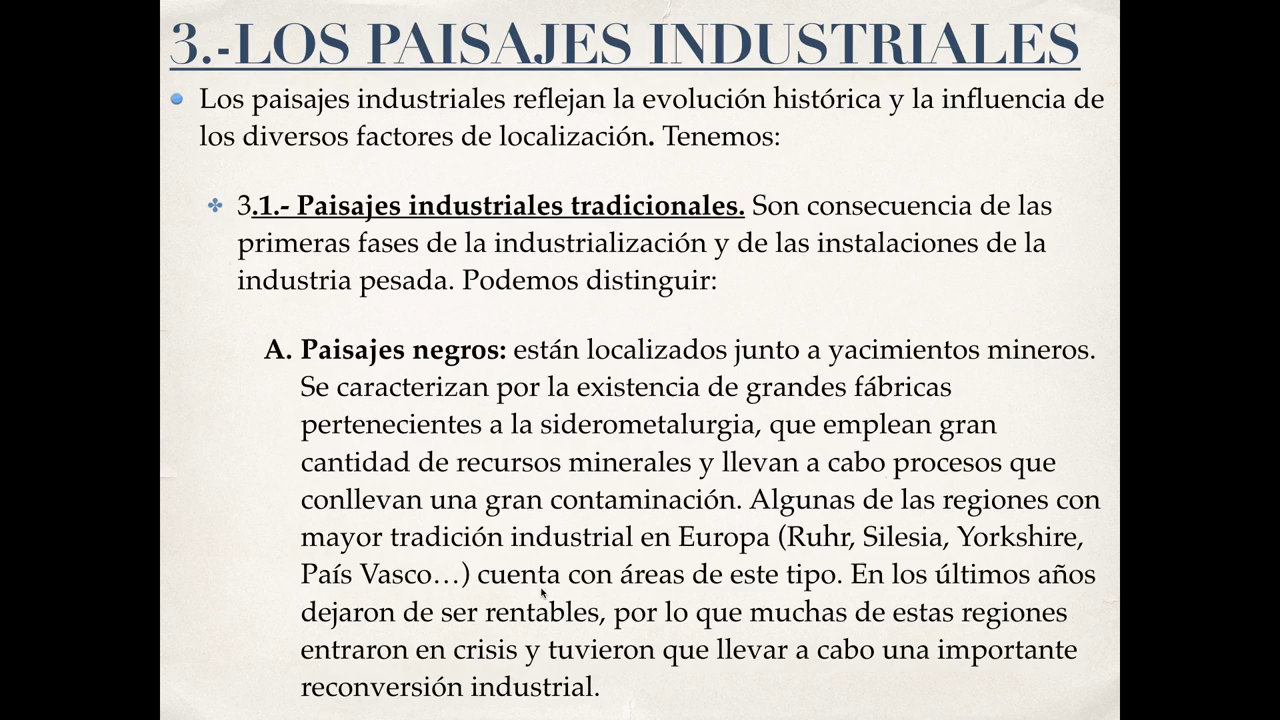 3.-LOS PAISAJES INDUSTRIALES
Los paisajes industriales reflejan la evolución histórica y la influencia de
los diversos factores de localización. Tenemos:
3.1.- Paisajes industriales tradicionales. Son consecuencia de las
primeras fases de la industrialización y de las instalaciones de la
industria pesada. Podemos distinguir:
A. Paisajes negros: están localizados junto a yacimientos mineros.
Se caracterizan por la existencia de grandes fábricas
pertenecientes a la siderometalurgia, que emplean gran
cantidad de recursos minerales y llevan a cabo procesos que
conllevan una gran contaminación. Algunas de las regiones con
mayor tradición industrial en Europa (Ruhr, Silesia, Yorkshire,
País Vasco…) cuenta con áreas de este tipo. En los últimos años
dejaron de ser rentables, por lo que muchas de estas regiones
entraron en crisis y tuvieron que llevar a cabo una importante
reconversión industrial.